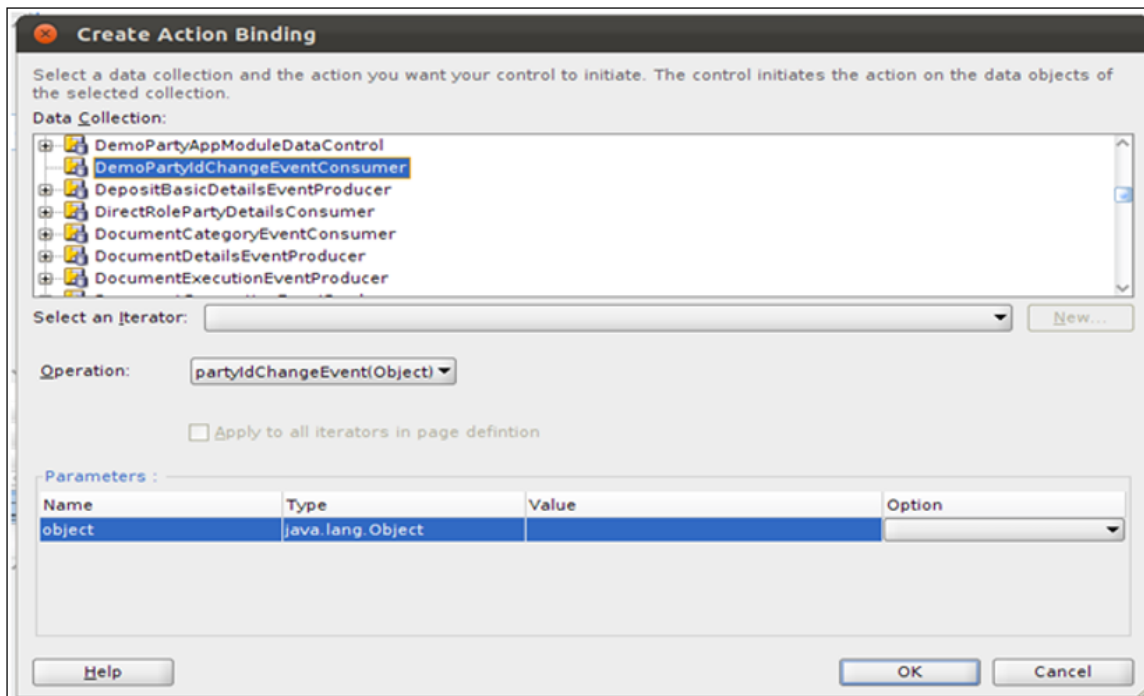 Create Action Binding
Select a data collection and the action you want your control to initiate. The control initiates the action on the data objects of
the selected collection.
Data Collection:
DemoPartyAppModuleDataControl
DemoPartyIdChangeEventConsumer
DepositBasicDetailsEventProducer
DirectRolePartyDetailsConsumer
DocumentCategoryEventConsumer
DocumentDetailsEventProducer
DocumentExecutionEventProducer
Select an Iterator: New...
Operation: partyIdChangeEvent(Object)
Apply to all iterators in page defintion
Parameters :
Name Type Value Option
object java.lang.Object
Help OK Cancel